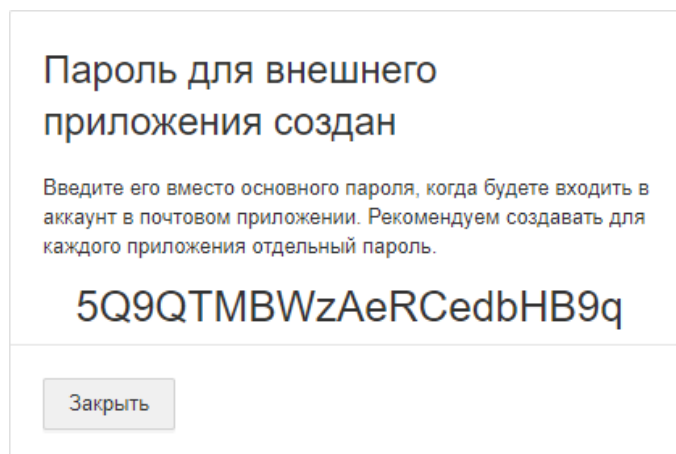 Пароль для внешнего
приложения создан
Введите его вместо основного пароля, когда будете входить в
аккаунт в почтовом приложении. Рекомендуем создавать для
каждого приложения отдельный пароль.
5Q9QTMBWzAeRCedbHB9q
Закрыть